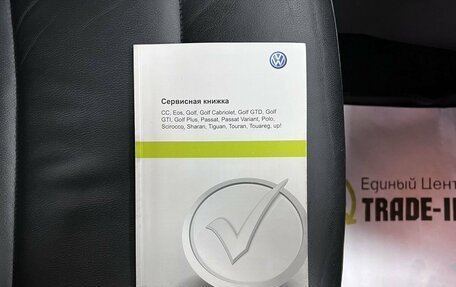 Сервисная книжка
CC, Eos, Golf, Golf Cabriolet, Golf GTD, Golf
GTI, Golf Plus, Passat, Passat Variant, Polo,
Scirocco, Sharan, Tiguan, Touran, Touareg, up!
Единый Цент
TRADE-IN